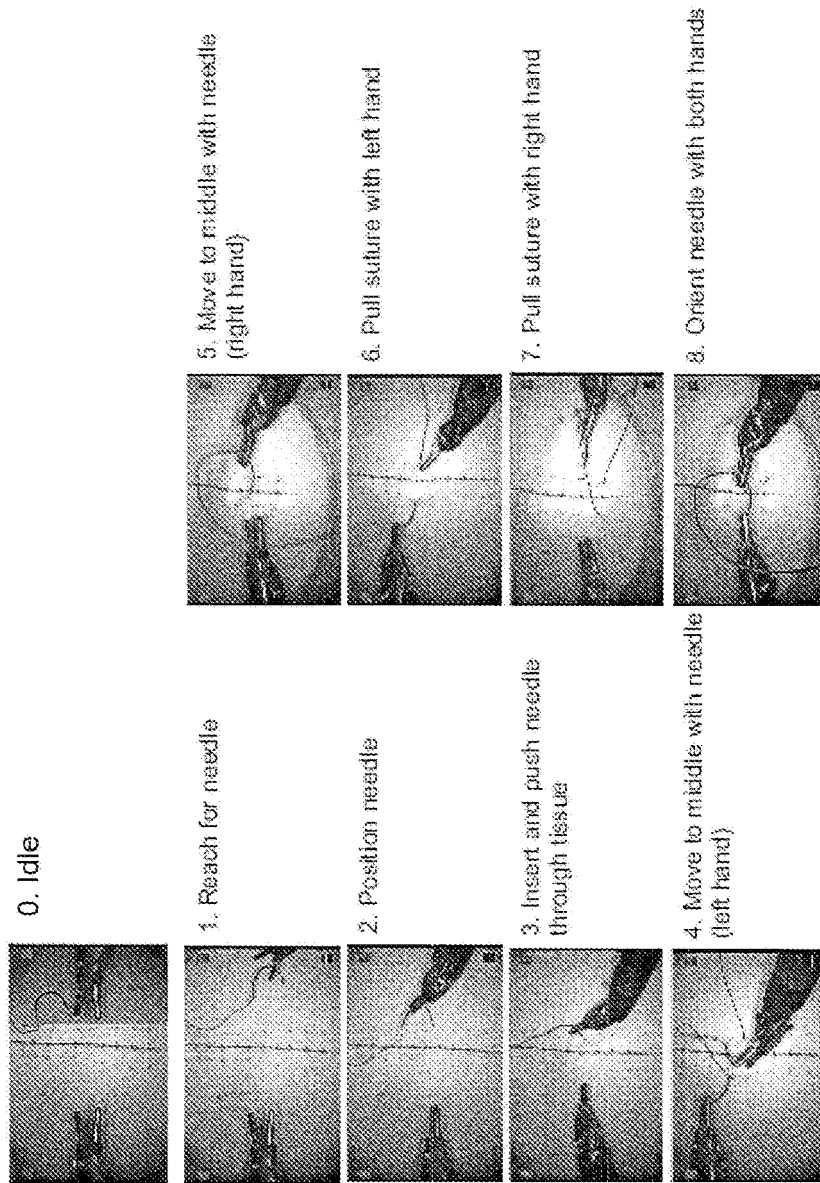 0. Idle
1. Reach for needle
2. Position needle
3. Insert and push needle
through tissue
4. Move to middle with needle
(left hand)
5. Move to middle with needle
(right hand)
6. Pull suture with left hand
7. Pull suture with right hand
8. Orient needle with both hands